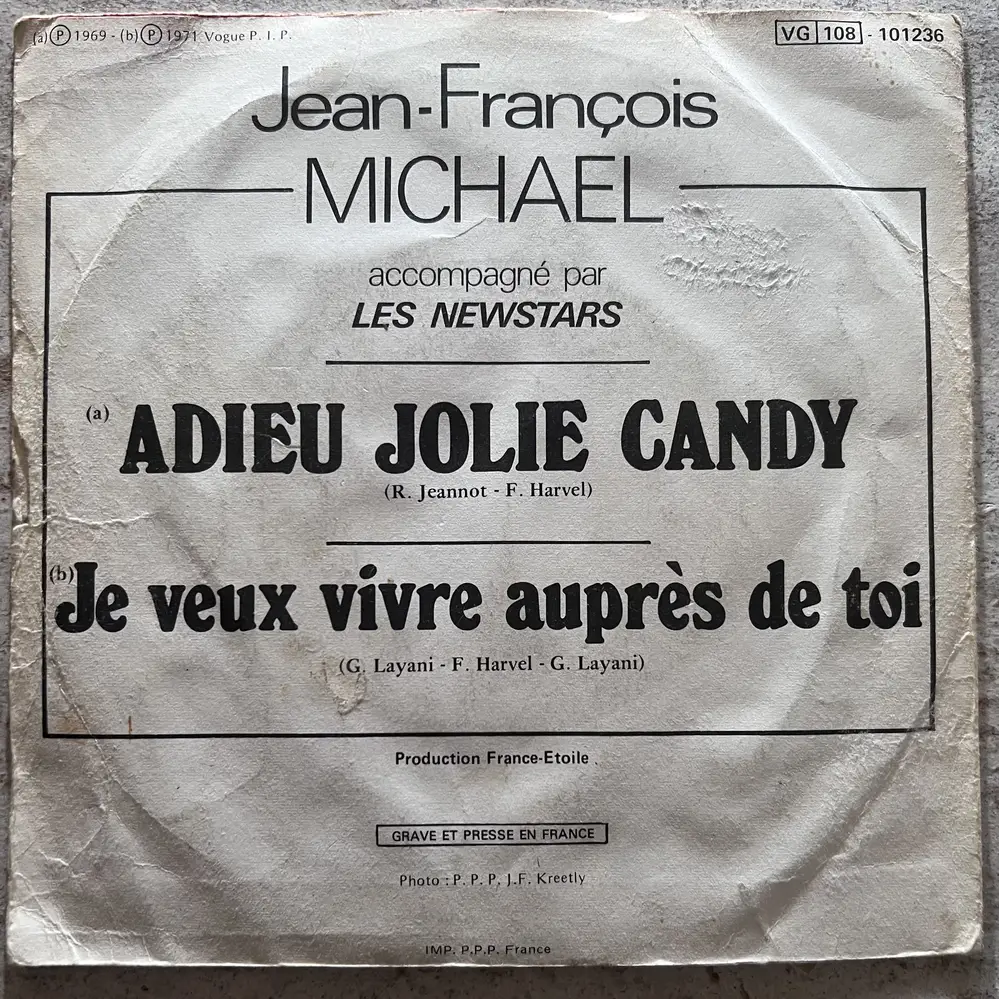 (a) Ⓟ 1969 - (b) Ⓟ 1971 Vogue P. I. P.
VG 108 - 101236
Jean-François
MICHAEL
accompagné par
LES NEWSTARS
(a) ADIEU JOLIE CANDY
(R. Jeannot - F. Harvel)
(b) Je veux vivre auprès de toi
(G. Layani - F. Harvel - G. Layani)
Production France-Etoile
GRAVE ET PRESSE EN FRANCE
Photo : P. P. P. J.F. Kreetly
IMP. P.P.P. France